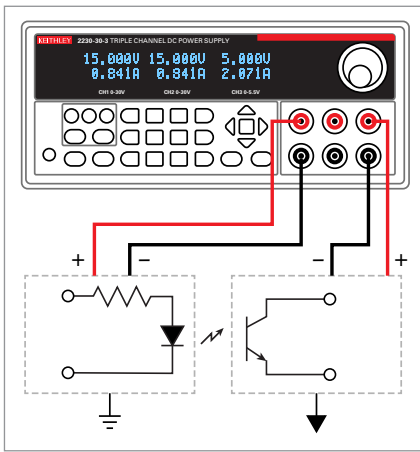 KEITHLEY 2230-30-3 TRIPLE CHANNEL DC POWER SUPPLY
15.000V 15.000V 5.000V
0.841A 0.841A 2.071A
CH1 0-30V CH2 0-30V CH3 0-5.5V
+ − − +